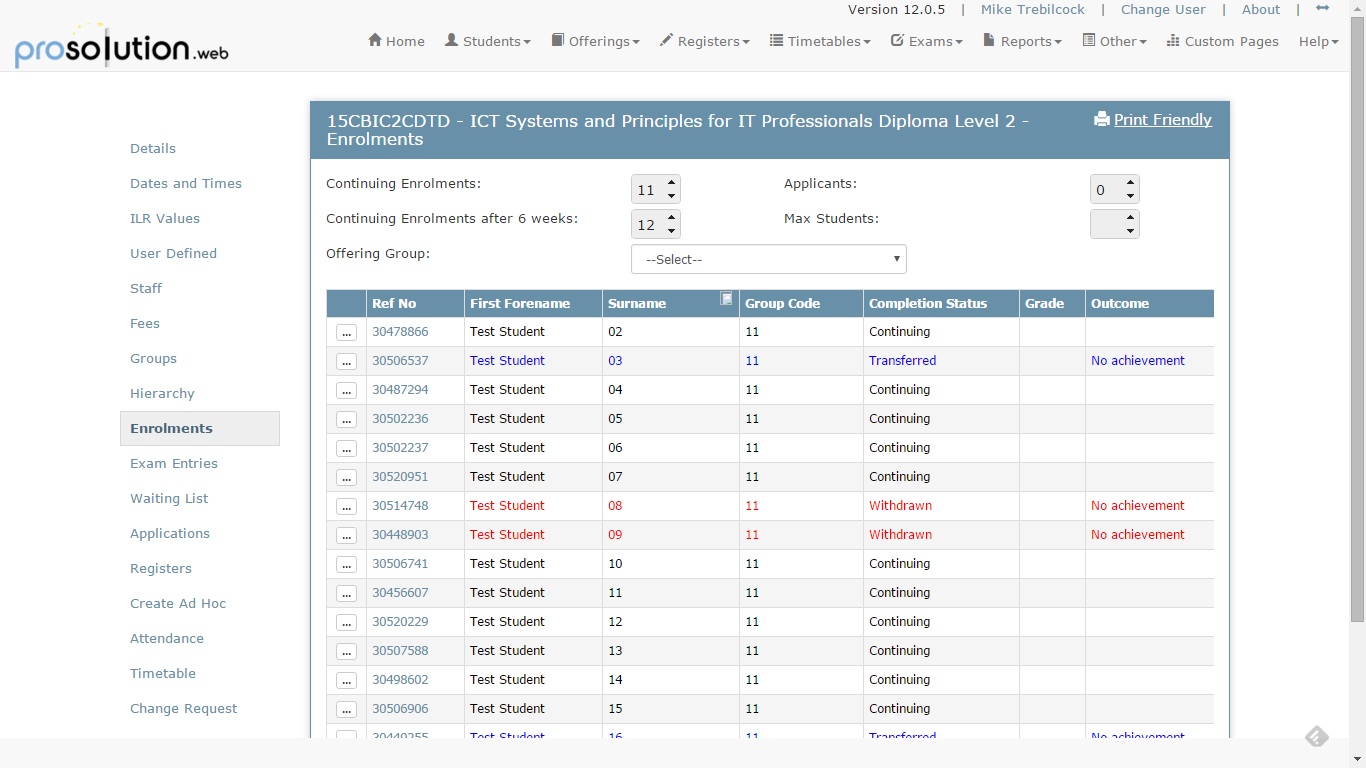 Version 12.0.5 | Mike Trebilcock | Change User | About |
prosolution.web
Home Students Offerings Registers Timetables Exams Reports Other Custom Pages Help
Details
Dates and Times
ILR Values
User Defined
Staff
Fees
Groups
Hierarchy
Enrolments
Exam Entries
Waiting List
Applications
Registers
Create Ad Hoc
Attendance
Timetable
Change Request
15CBIC2CDTD - ICT Systems and Principles for IT Professionals Diploma Level 2 -
Enrolments
Print Friendly
Continuing Enrolments: 11 Applicants: 0
Continuing Enrolments after 6 weeks: 12 Max Students:
Offering Group: --Select--
Ref No First Forename Surname Group Code Completion Status Grade Outcome
... 30478866 Test Student 02 11 Continuing
... 30506537 Test Student 03 11 Transferred No achievement
... 30487294 Test Student 04 11 Continuing
... 30502236 Test Student 05 11 Continuing
... 30502237 Test Student 06 11 Continuing
... 30520951 Test Student 07 11 Continuing
... 30514748 Test Student 08 11 Withdrawn No achievement
... 30448903 Test Student 09 11 Withdrawn No achievement
... 30506741 Test Student 10 11 Continuing
... 30456607 Test Student 11 11 Continuing
... 30520229 Test Student 12 11 Continuing
... 30507588 Test Student 13 11 Continuing
... 30498602 Test Student 14 11 Continuing
... 30506906 Test Student 15 11 Continuing
Test Student 16 11 Transferred No achievement